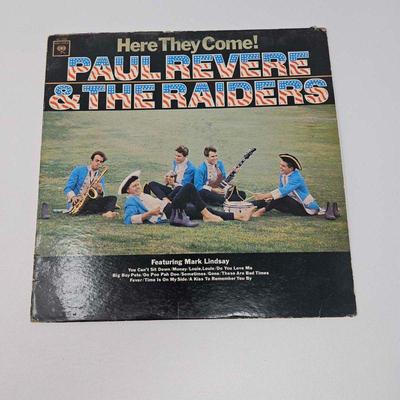 Here They Come!
PAUL REVERE
& THE RAIDERS
Featuring Mark Lindsay
You Can't Sit Down/Money/Louie, Louie/Do You Love Me
Big Boy Pete/Oo Poo Pah Doo/Sometimes/Gone/These Are Bad Times
Fever/Time Is On My Side/A Kiss To Remember You By